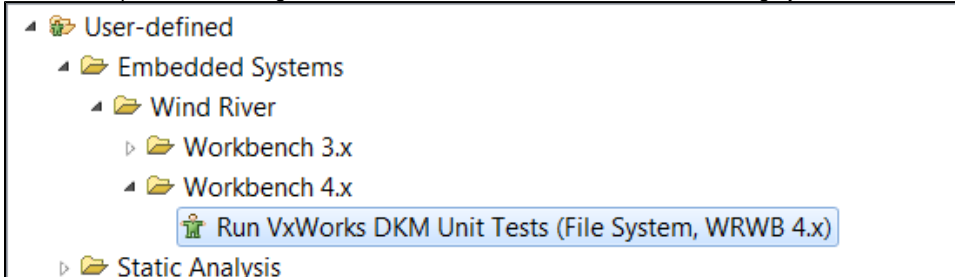 User-defined
Embedded Systems
Wind River
Workbench 3.x
Workbench 4.x
Run VxWorks DKM Unit Tests (File System, WRWB 4.x)
Static Analysis